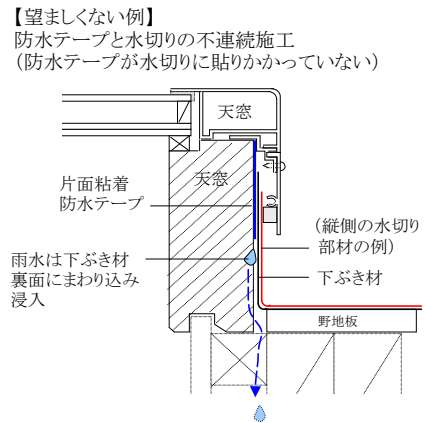 【望ましくない例】
防水テープと水切りの不連続施工
（防水テープが水切りに貼りかかっていない）
天窓
天窓
片面粘着
防水テープ
（縦側の水切り
部材の例）
雨水は下ぶき材
裏面にまわり込み
浸入
下ぶき材
野地板